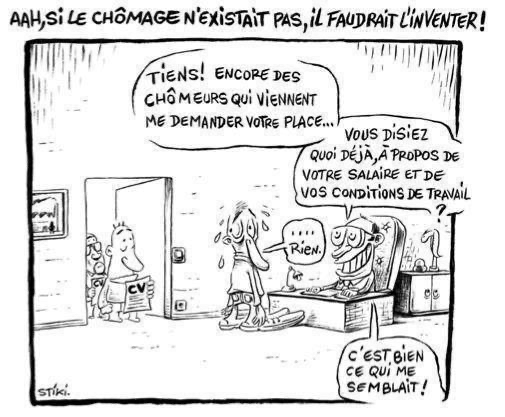 AAH, SI LE CHÔMAGE N'EXISTAIT PAS, IL FAUDRAIT L'INVENTER !
TIENS! ENCORE DES
CHÔMEURS QUI VIENNENT
ME DEMANDER VOTRE PLACE...
VOUS DISIEZ
QUOI DÉJÀ, À PROPOS DE
VOTRE SALAIRE ET DE
VOS CONDITIONS DE TRAVAIL
?
....
Rien.
CV
CV
C'EST BIEN
CE QUI ME
SEMBLAIT !
STIKI.